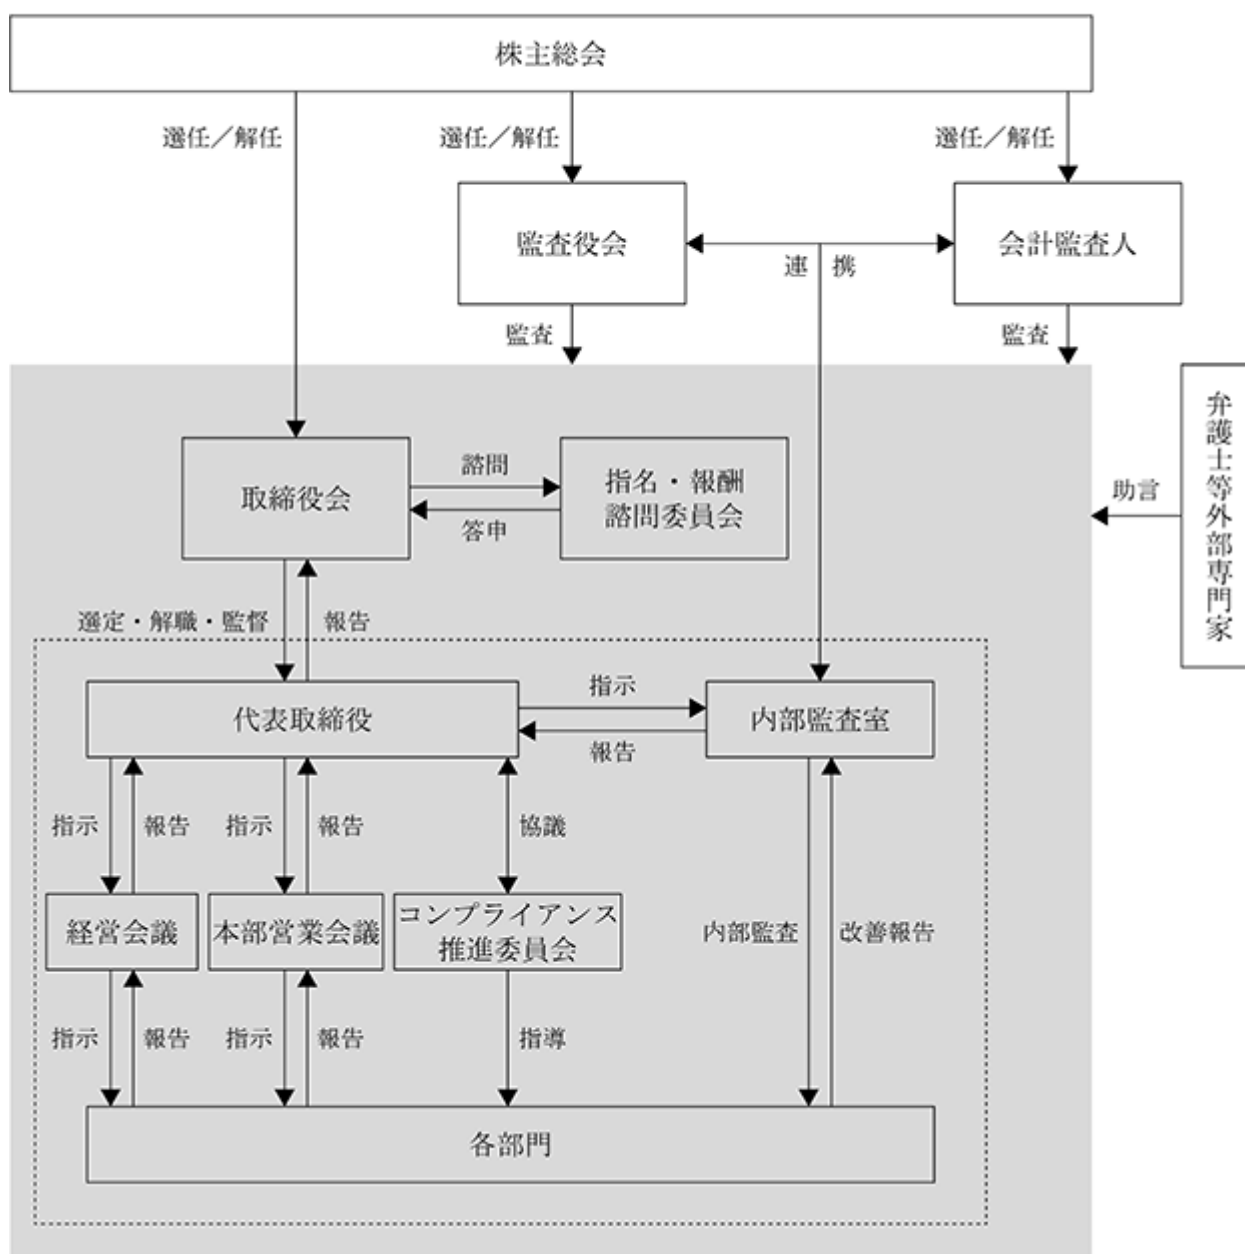 株主総会
選任／解任
選任／解任
選任／解任
監査役会
会計監査人
連携
監査
監査
弁護士等外部専門家
助言
取締役会
諮問
答申
指名・報酬
諮問委員会
選定・解職・監督
報告
代表取締役
指示
報告
内部監査室
指示
報告
指示
報告
協議
経営会議
本部営業会議
コンプライアンス
推進委員会
内部監査
改善報告
指示
報告
指示
報告
指導
各部門